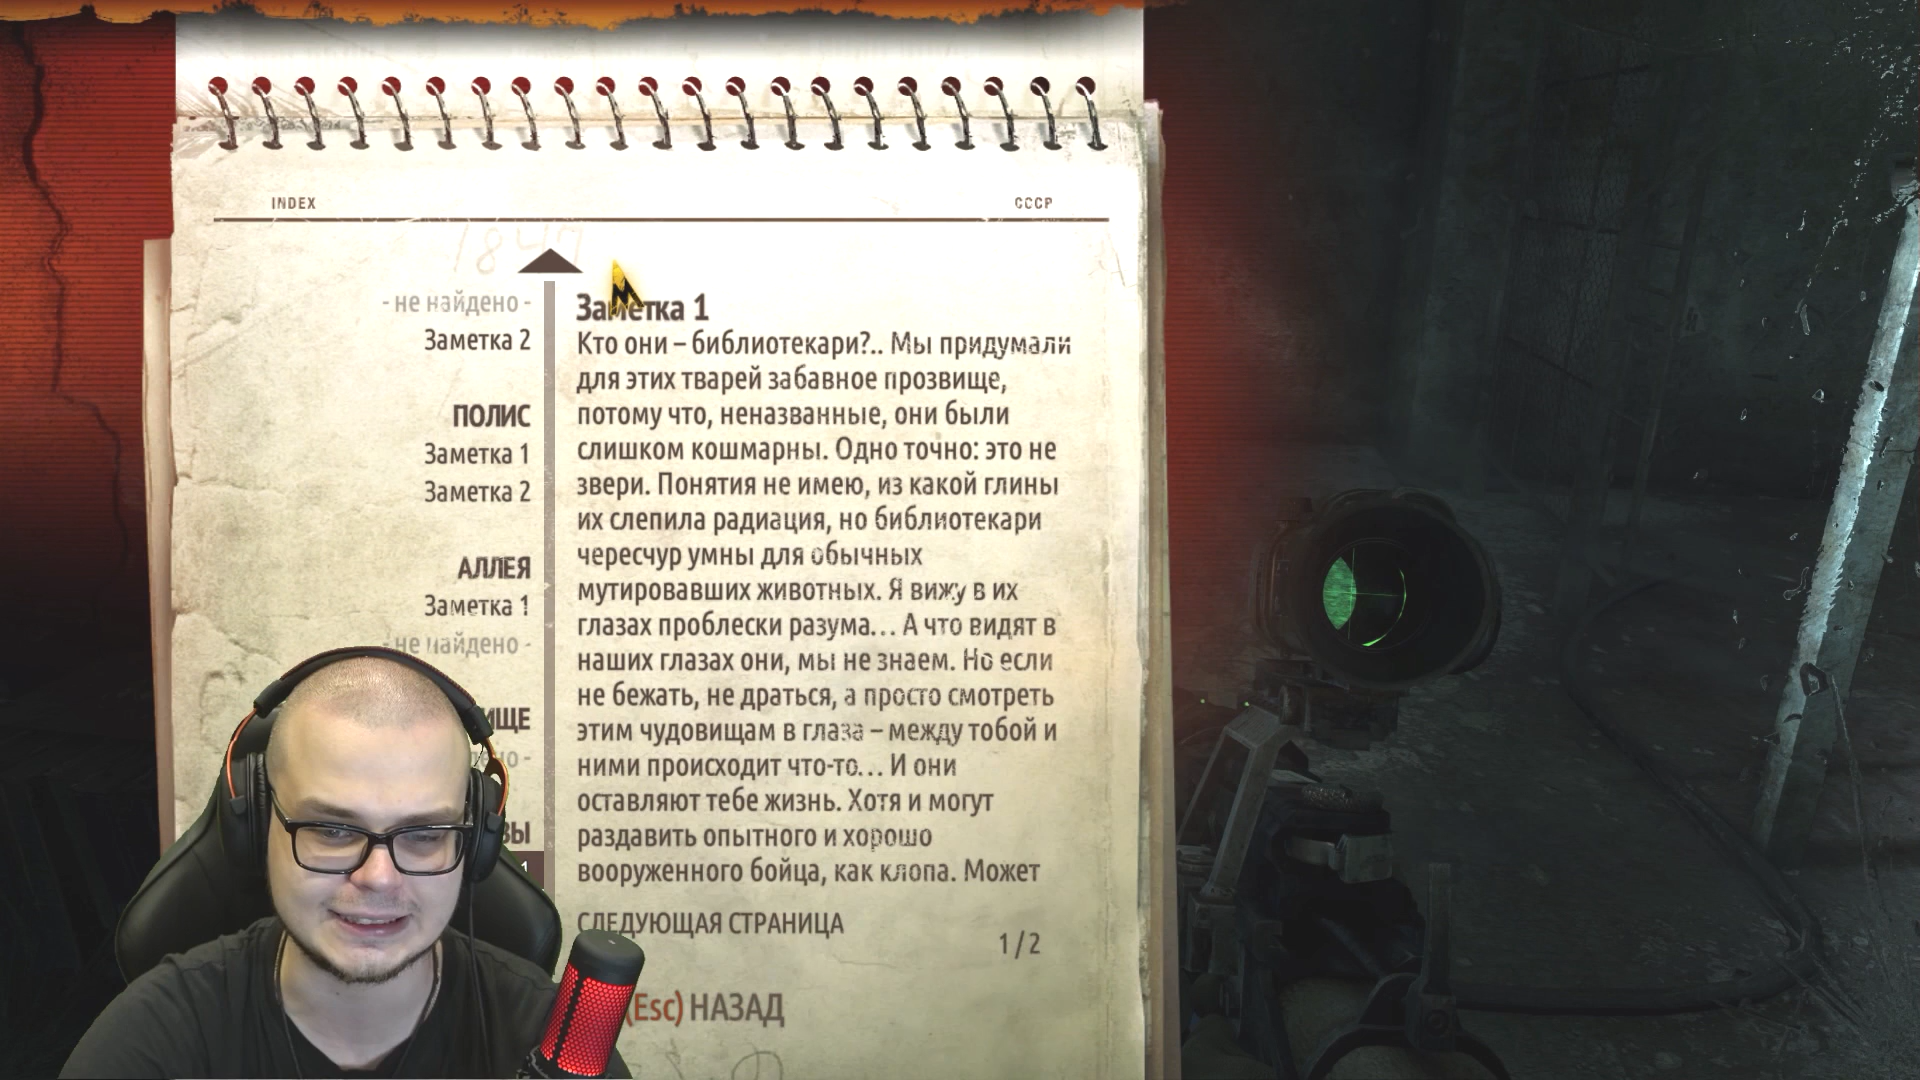 INDEX
СССР
- не найдено -
Заметка 2
ПОЛИС
Заметка 1
Заметка 2
АЛЛЕЯ
Заметка 1
- не найдено -
Заметка 1
Кто они – библиотекари?.. Мы придумали
для этих тварей забавное прозвище,
потому что, неназванные, они были
слишком кошмарны. Одно точно: это не
звери. Понятия не имею, из какой глины
их слепила радиация, но библиотекари
чересчур умны для обычных
мутировавших животных. Я вижу в их
глазах проблески разума... А что видят в
наших глазах они, мы не знаем. Но если
не бежать, не драться, а просто смотреть
этим чудовищам в глаза – между тобой и
ними происходит что-то... И они
оставляют тебе жизнь. Хотя и могут
раздавить опытного и хорошо
вооруженного бойца, как клопа. Может
СЛЕДУЮЩАЯ СТРАНИЦА
1 / 2
(Esc) НАЗАД